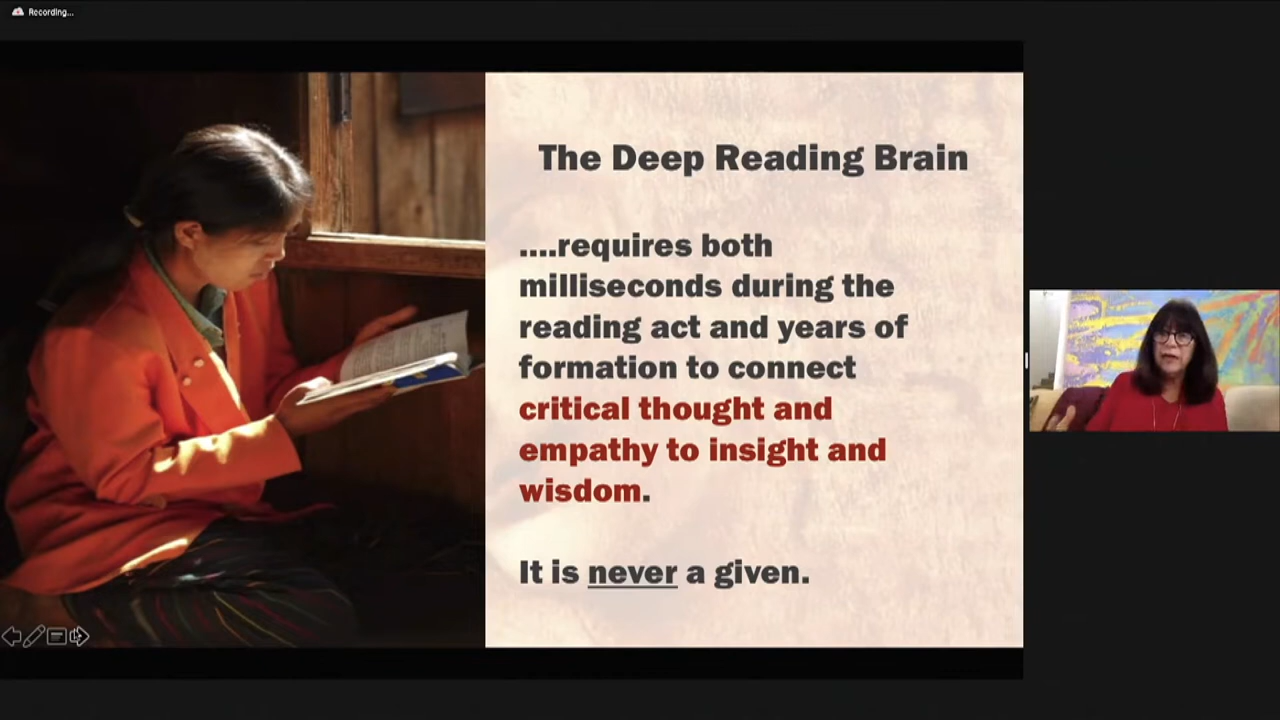 Recording...
The Deep Reading Brain
....requires both
milliseconds during the
reading act and years of
formation to connect
critical thought and
empathy to insight and
wisdom.
It is never a given.